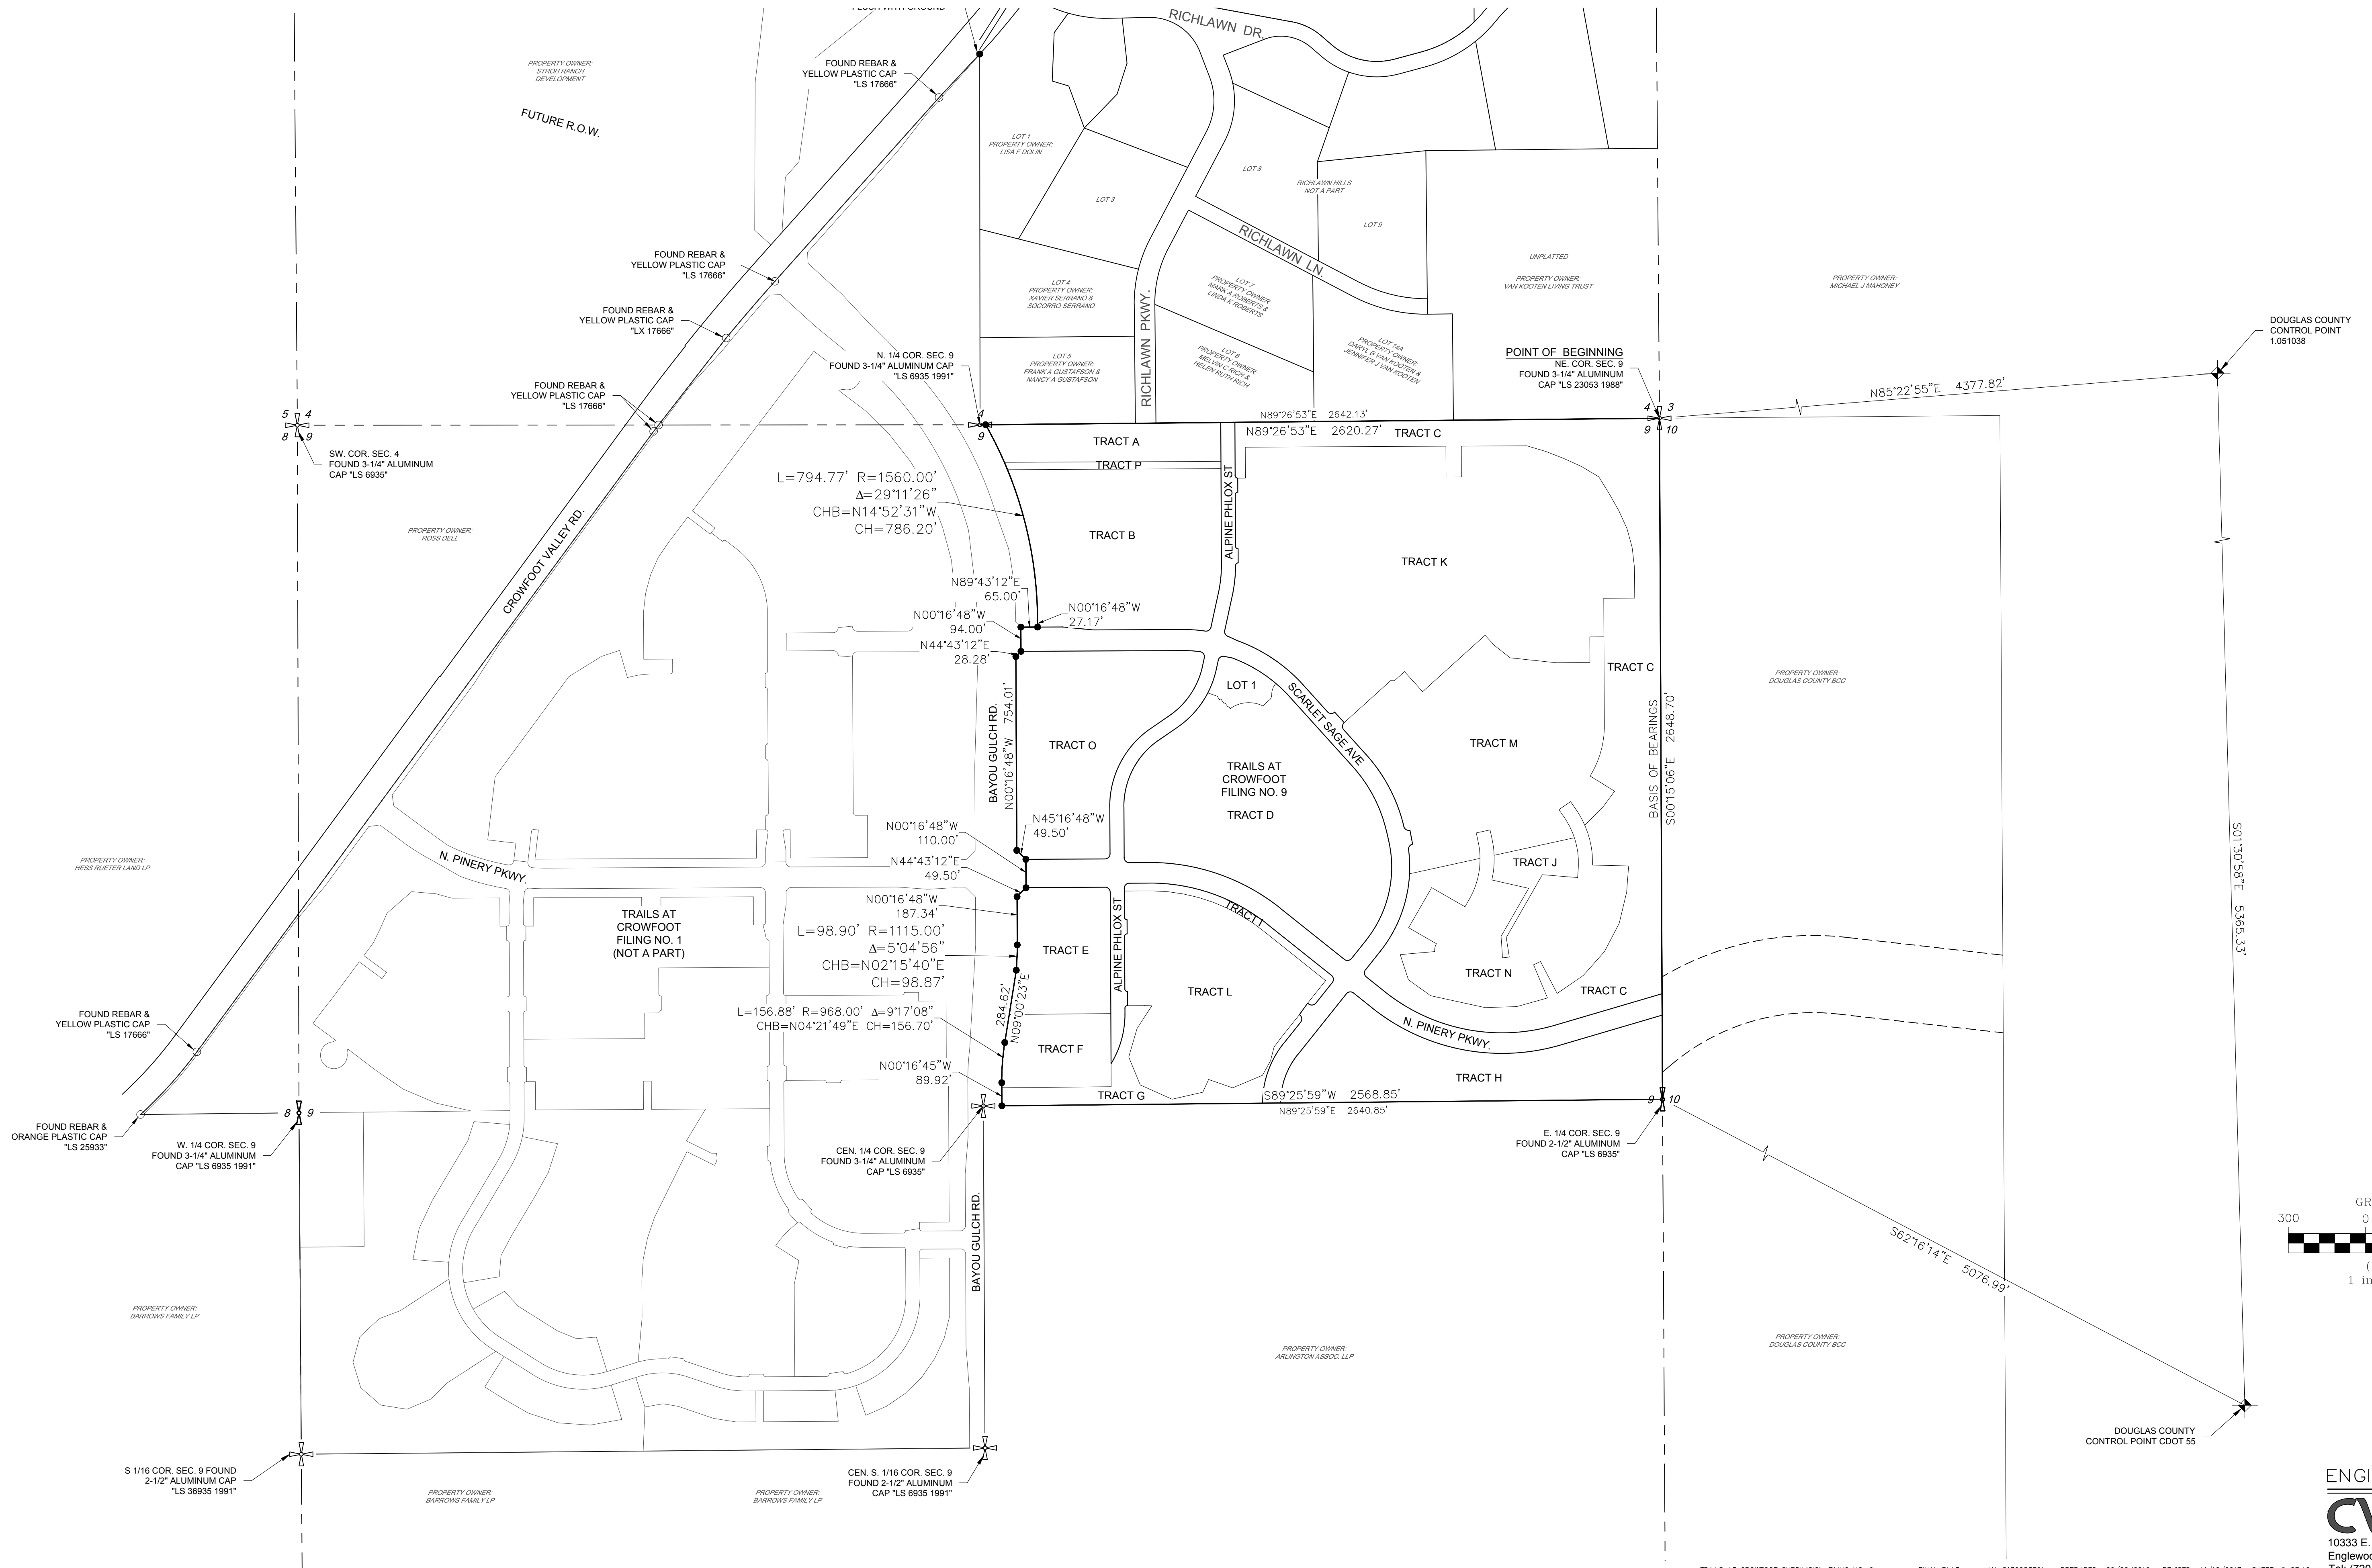 RICHLAWN DR.
PROPERTY OWNER:
STROH RANCH
DEVELOPMENT
FUTURE R.O.W.
FOUND REBAR &
YELLOW PLASTIC CAP
"LS 17666"
LOT 1
PROPERTY OWNER:
LISA F DOLIN
LOT 3
LOT 8
RICHLAWN HILLS
NOT A PART
LOT 9
RICHLAWN LN.
RICHLAWN PKWY.
FOUND REBAR &
YELLOW PLASTIC CAP
"LS 17666"
LOT 4
PROPERTY OWNER:
XAVIER SERRANO &
SOCORRO SERRANO
LOT 7
PROPERTY OWNER:
MARK A ROBERTS &
LINDA K ROBERTS
UNPLATTED
PROPERTY OWNER:
VAN KOOTEN LIVING TRUST
PROPERTY OWNER:
MICHAEL J MAHONEY
FOUND REBAR &
YELLOW PLASTIC CAP
"LX 17666"
DOUGLAS COUNTY
CONTROL POINT
1.051038
N. 1/4 COR. SEC. 9
FOUND 3-1/4" ALUMINUM CAP
"LS 6935 1991"
LOT 5
PROPERTY OWNER:
FRANK A GUSTAFSON &
NANCY A GUSTAFSON
LOT 6
PROPERTY OWNER:
MELVIN C RICH &
HELEN RUTH RICH
LOT 14A
PROPERTY OWNER:
DARYL B VAN KOOTEN &
JENNIFER J VAN KOOTEN
POINT OF BEGINNING
NE. COR. SEC. 9
FOUND 3-1/4" ALUMINUM
CAP "LS 23053 1988"
N85°22'55"E 4377.82'
FOUND REBAR &
YELLOW PLASTIC CAP
"LS 17666"
5 4
8 9
4
9
4 3
9 10
N89°26'53"E 2642.13'
N89°26'53"E 2620.27'
TRACT C
TRACT A
TRACT P
SW. COR. SEC. 4
FOUND 3-1/4" ALUMINUM
CAP "LS 6935"
L=794.77' R=1560.00'
Δ=29°11'26"
CHB=N14°52'31"W
CH=786.20'
ALPINE PHLOX ST
TRACT B
TRACT K
PROPERTY OWNER:
ROSS DELL
CROWFOOT VALLEY RD.
N89°43'12"E
65.00'
N00°16'48"W
94.00'
N00°16'48"W
27.17'
N44°43'12"E
28.28'
TRACT C
PROPERTY OWNER:
DOUGLAS COUNTY BCC
LOT 1
SCARLET SAGE AVE
BAYOU GULCH RD.
N00°16'48"W 754.01'
TRACT O
TRACT M
BASIS OF BEARINGS
S00°15'06"E 2648.70'
TRAILS AT
CROWFOOT
FILING NO. 9
TRACT D
N00°16'48"W
110.00'
N45°16'48"W
49.50'
N44°43'12"E
49.50'
N. PINERY PKWY.
PROPERTY OWNER:
HESS RUETER LAND LP
TRACT J
S01°30'58"E 5365.33'
N00°16'48"W
187.34'
TRAILS AT
CROWFOOT
FILING NO. 1
(NOT A PART)
L=98.90' R=1115.00'
Δ=5°04'56"
CHB=N02°15'40"E
CH=98.87'
TRACT E
ALPINE PHLOX ST
TRACT I
TRACT N
TRACT L
TRACT C
284.62'
N09°00'23"E
L=156.88' R=968.00' Δ=9°17'08"
CHB=N04°21'49"E CH=156.70'
FOUND REBAR &
YELLOW PLASTIC CAP
"LS 17666"
TRACT F
N. PINERY PKWY.
N00°16'45"W
89.92'
TRACT H
TRACT G
S89°25'59"W 2568.85'
N89°25'59"E 2640.85'
8 9
9 10
FOUND REBAR &
ORANGE PLASTIC CAP
"LS 25933"
W. 1/4 COR. SEC. 9
FOUND 3-1/4" ALUMINUM
CAP "LS 6935 1991"
CEN. 1/4 COR. SEC. 9
FOUND 3-1/4" ALUMINUM
CAP "LS 6935"
E. 1/4 COR. SEC. 9
FOUND 2-1/2" ALUMINUM
CAP "LS 6935"
BAYOU GULCH RD.
S62°16'14"E 5076.99'
GR
300 0
(
1 in
PROPERTY OWNER:
BARROWS FAMILY LP
PROPERTY OWNER:
ARLINGTON ASSOC. LLP
PROPERTY OWNER:
DOUGLAS COUNTY BCC
DOUGLAS COUNTY
CONTROL POINT CDOT 55
S 1/16 COR. SEC. 9 FOUND
2-1/2" ALUMINUM CAP
"LS 36935 1991"
CEN. S. 1/16 COR. SEC. 9
FOUND 2-1/2" ALUMINUM
CAP "LS 6935 1991"
PROPERTY OWNER:
BARROWS FAMILY LP
PROPERTY OWNER:
BARROWS FAMILY LP
ENGI
CV
10333 E.
Englew